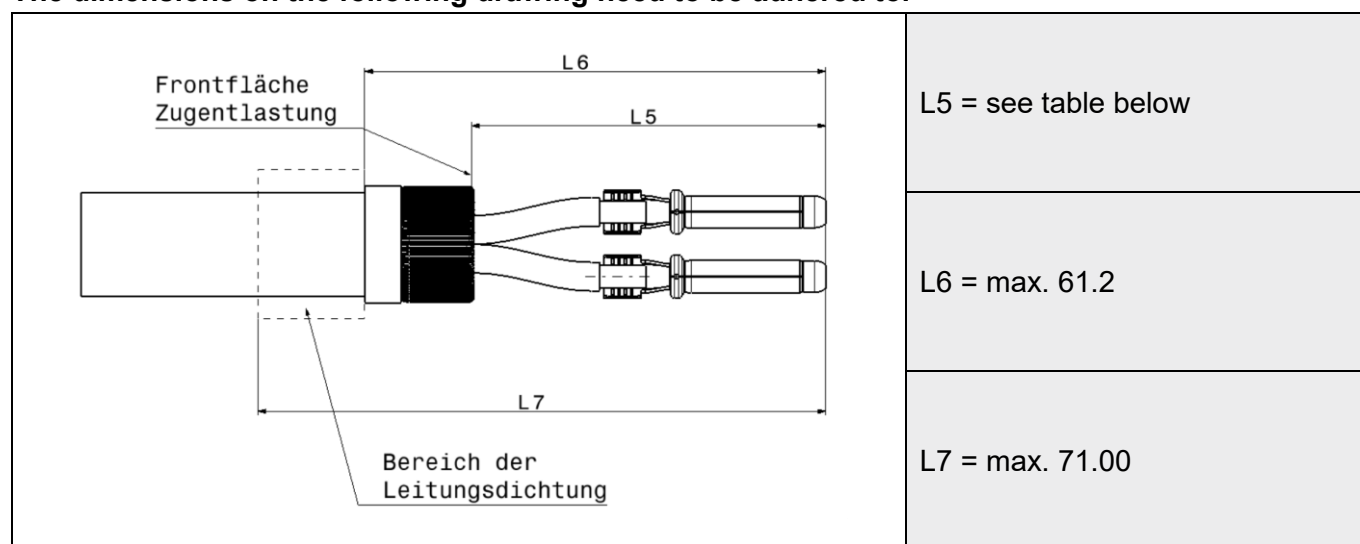 The dimensions on the following drawing need to be adhered to:
Frontfläche
Zugentlastung
L6
L5
L7
Bereich der
Leitungsdichtung
L5 = see table below
L6 = max. 61.2
L7 = max. 71.00